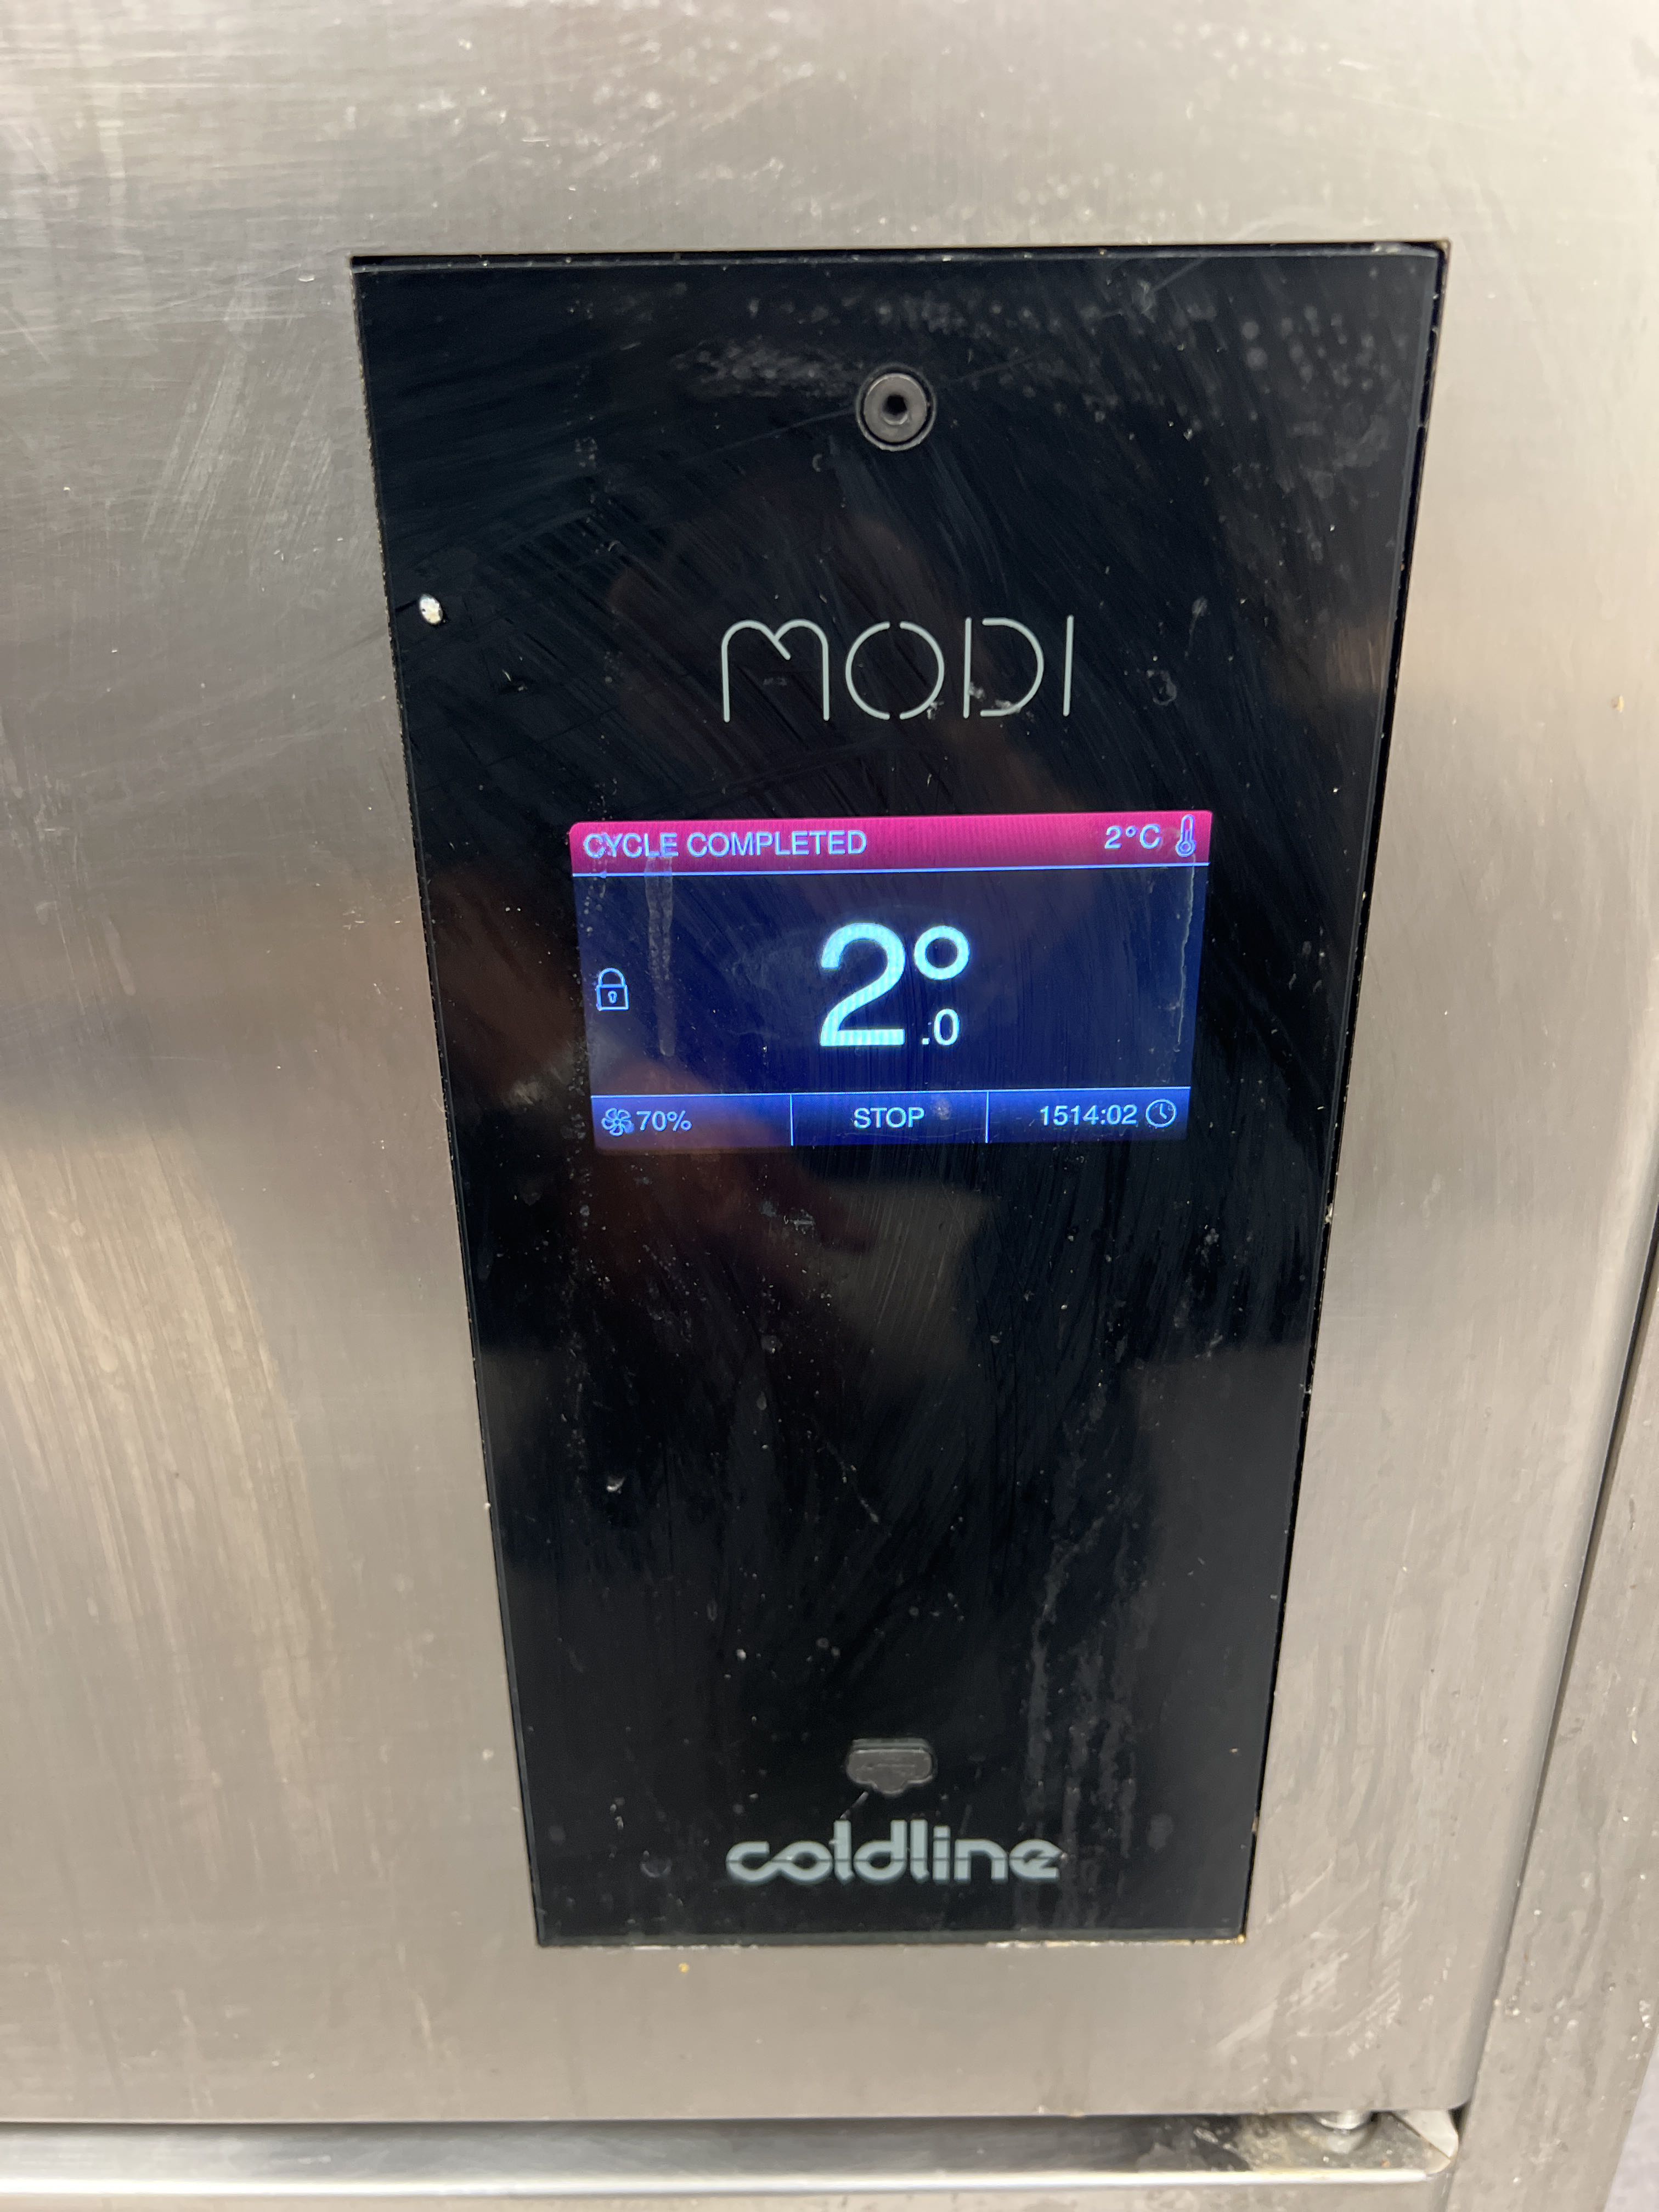 MODI
CYCLE COMPLETED 2°C
2°.0
70% STOP 1514:02
coldline